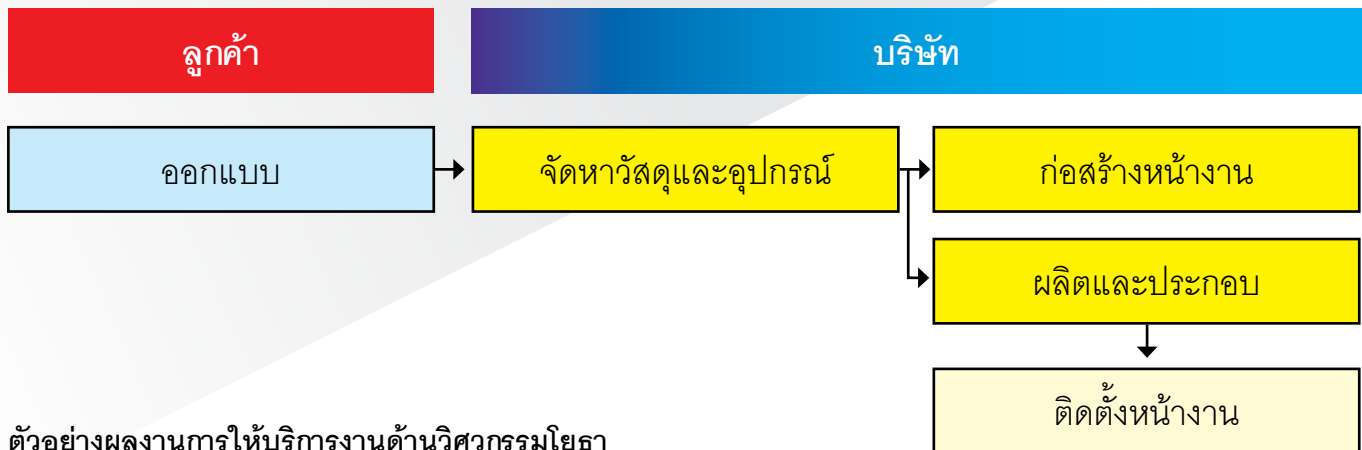 ลูกค้า
บริษัท
ออกแบบ
จัดหาวัสดุและอุปกรณ์
ก่อสร้างหน้างาน
ผลิตและประกอบ
ติดตั้งหน้างาน
ตัวอย่างผลงานการให้บริการงานด้านวิศวกรรมโยธา